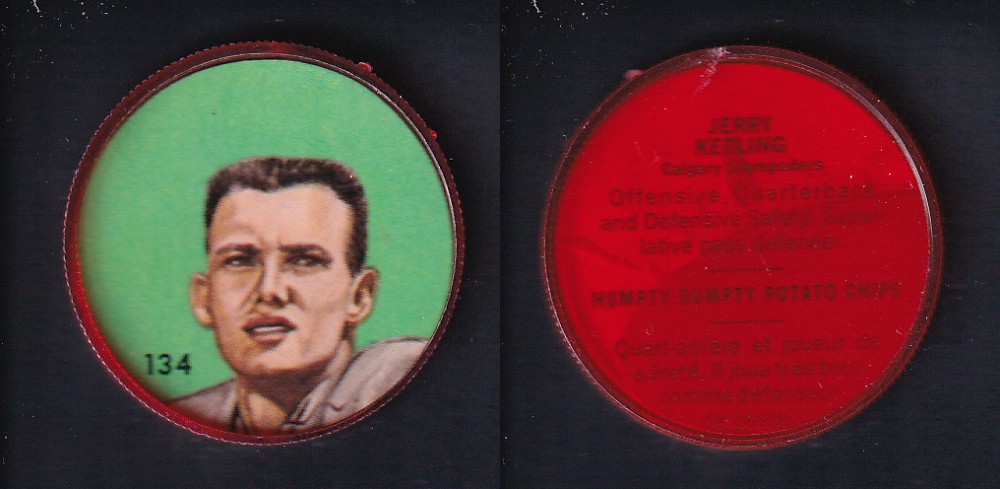 134
JERRY
KEELING
Calgary Stampeders
Offensive Quarterback
and Defensive Safety. Super-
lative pass defender.
HUMPTY DUMPTY POTATO CHIPS
Quart-arrière et joueur de
sûreté. Il joue très bien
comme défenseur